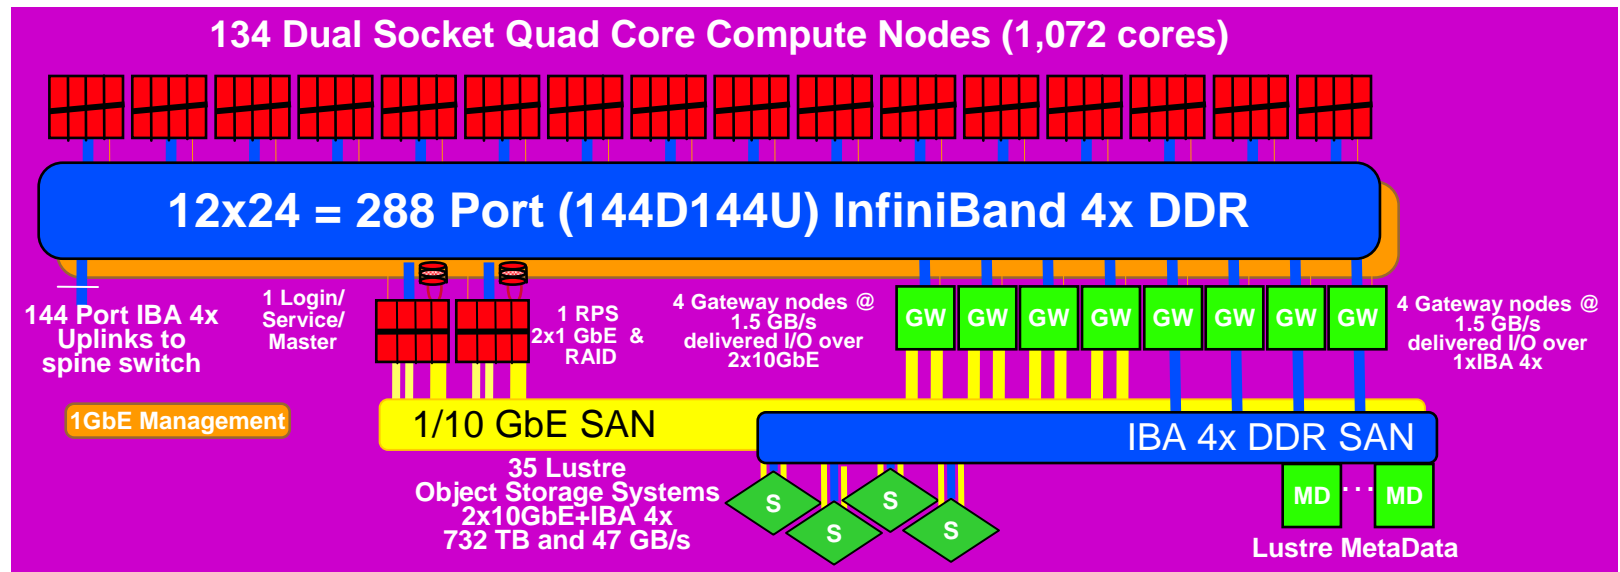 134 Dual Socket Quad Core Compute Nodes (1,072 cores)
12x24 = 288 Port (144D144U) InfiniBand 4x DDR
144 Port IBA 4x
Uplinks to
spine switch
1 Login/
Service/
Master
1 RPS
2x1 GbE &
RAID
4 Gateway nodes @
1.5 GB/s
delivered I/O over
2x10GbE
GW GW GW GW GW GW GW GW
4 Gateway nodes @
1.5 GB/s
delivered I/O over
1xIBA 4x
1GbE Management
1/10 GbE SAN
IBA 4x DDR SAN
35 Lustre
Object Storage Systems
2x10GbE+IBA 4x
732 TB and 47 GB/s
S S S S
MD ... MD
Lustre MetaData